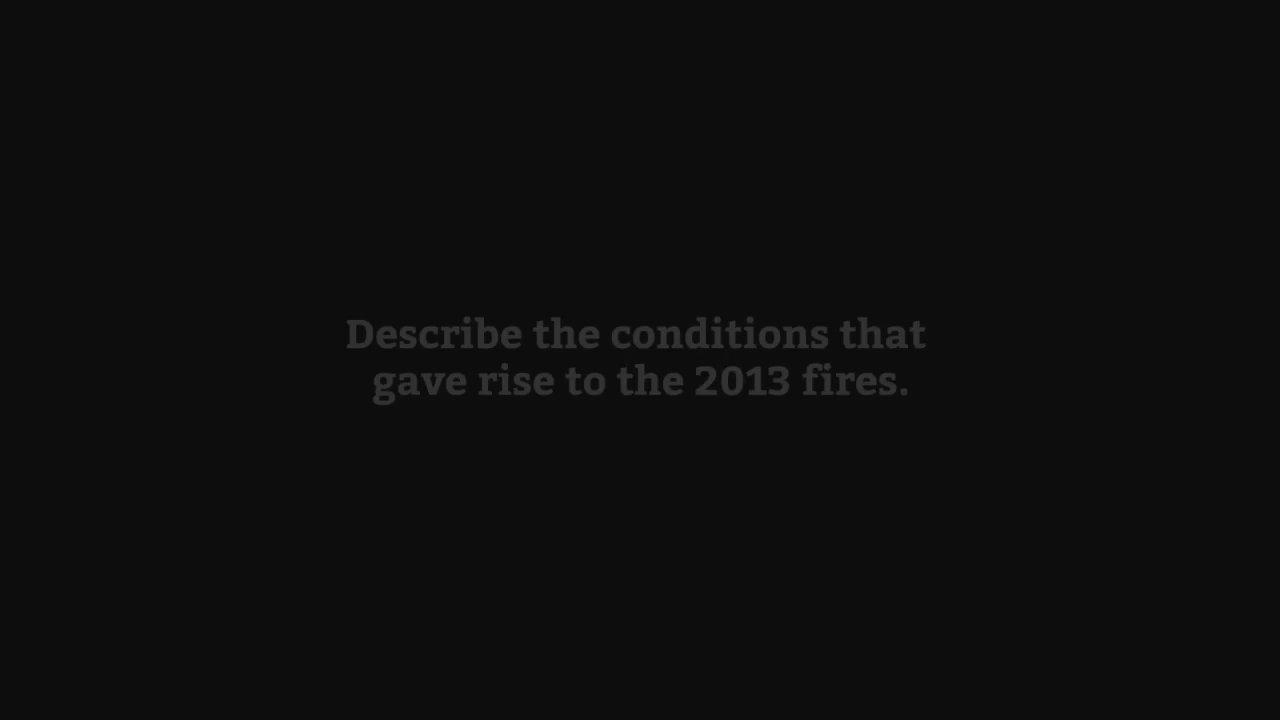 Describe the conditions that
gave rise to the 2013 fires.